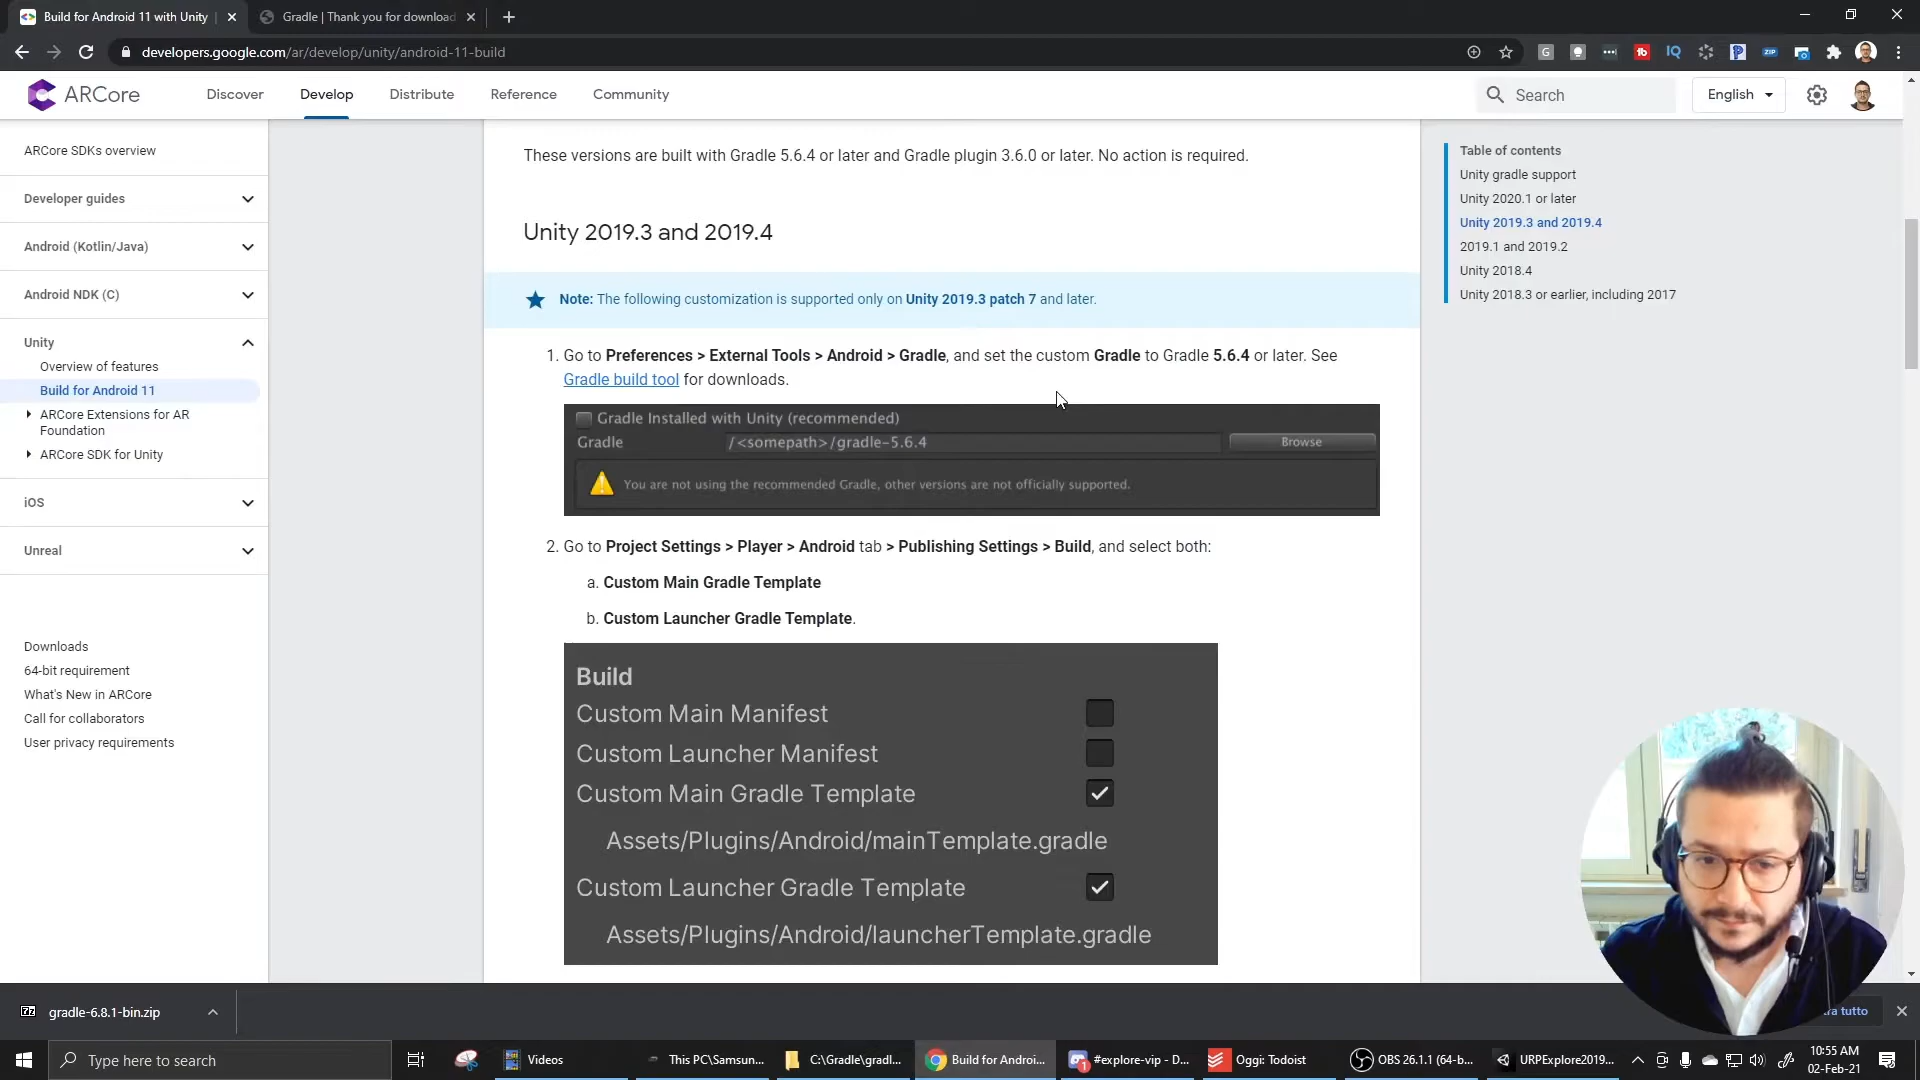 Build for Android 11 with Unity
Gradle | Thank you for download
developers.google.com/ar/develop/unity/android-11-build
ARCore
Discover
Develop
Distribute
Reference
Community
Search
English
ARCore SDKs overview
Developer guides
Android (Kotlin/Java)
Android NDK (C)
Unity
Overview of features
Build for Android 11
ARCore Extensions for AR
Foundation
ARCore SDK for Unity
iOS
Unreal
Downloads
64-bit requirement
What's New in ARCore
Call for collaborators
User privacy requirements
These versions are built with Gradle 5.6.4 or later and Gradle plugin 3.6.0 or later. No action is required.
Unity 2019.3 and 2019.4
Note: The following customization is supported only on Unity 2019.3 patch 7 and later.
1. Go to Preferences > External Tools > Android > Gradle, and set the custom Gradle to Gradle 5.6.4 or later. See
Gradle build tool for downloads.
Gradle Installed with Unity (recommended)
Gradle /<somepath>/gradle-5.6.4 Browse
You are not using the recommended Gradle, other versions are not officially supported.
2. Go to Project Settings > Player > Android tab > Publishing Settings > Build, and select both:
a. Custom Main Gradle Template
b. Custom Launcher Gradle Template.
Build
Custom Main Manifest
Custom Launcher Manifest
Custom Main Gradle Template
Assets/Plugins/Android/mainTemplate.gradle
Custom Launcher Gradle Template
Assets/Plugins/Android/launcherTemplate.gradle
Table of contents
Unity gradle support
Unity 2020.1 or later
Unity 2019.3 and 2019.4
2019.1 and 2019.2
Unity 2018.4
Unity 2018.3 or earlier, including 2017
gradle-6.8.1-bin.zip
tutto
Type here to search
Videos
This PC\Samsun...
C:\Gradle\gradl...
Build for Androi...
#explore-vip - D...
Oggi: Todoist
OBS 26.1.1 (64-b...
URPExplore2019...
10:55 AM
02-Feb-21